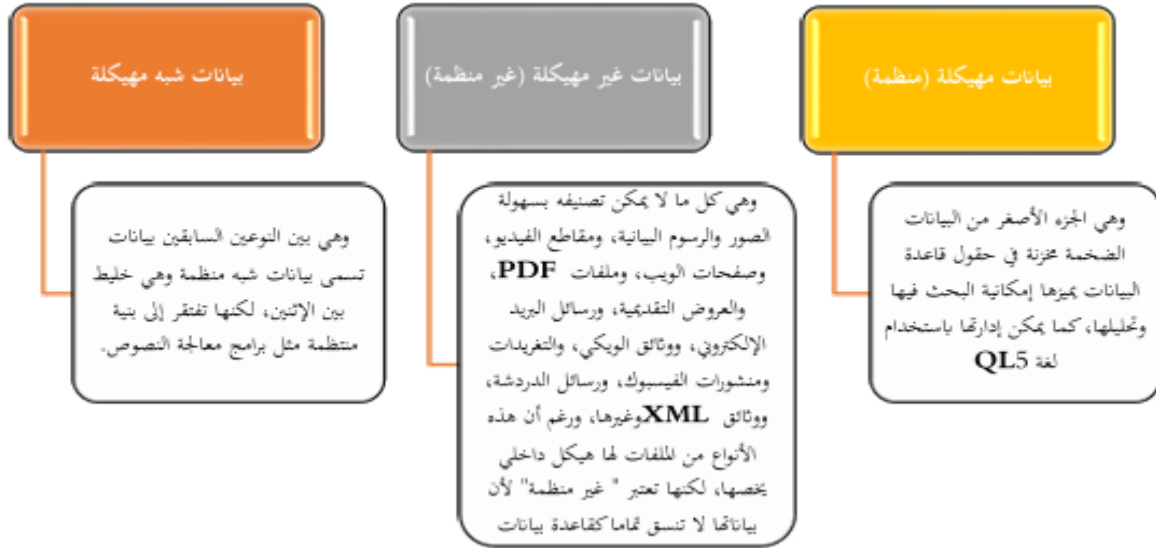 بيانات مهيكلة (منظمة)
وهي الجزء الأصغر من البيانات
الضخمة مخزنة في حقول قاعدة
البيانات يميزها إمكانية البحث فيها
وتحليلها، كما يمكن إدارتها باستخدام
لغة QL5
بيانات غير مهيكلة (غير منظمة)
وهي كل ما لا يمكن تصنيفه بسهولة
الصور والرسوم البيانية، ومقاطع الفيديو،
وصفحات الويب، وملفات PDF،
والعروض التقديمية، ورسائل البريد
الإلكتروني، ووثائق الويكي، والتغريدات
ومنشورات الفيسبوك، ورسائل الدردشة،
ووثائق XMLوغيرها، ورغم أن هذه
الأنواع من الملفات لها هيكل داخلي
يخصها، لكنها تعتبر " غير منظمة" لأن
بياناتها لا تنسق تماما كقاعدة بيانات
بيانات شبه مهيكلة
وهي بين النوعين السابقين بيانات
تسمى بيانات شبه منظمة وهي خليط
بين الإثنين، لكنها تفتقر إلى بنية
منتظمة مثل برامج معالجة النصوص.